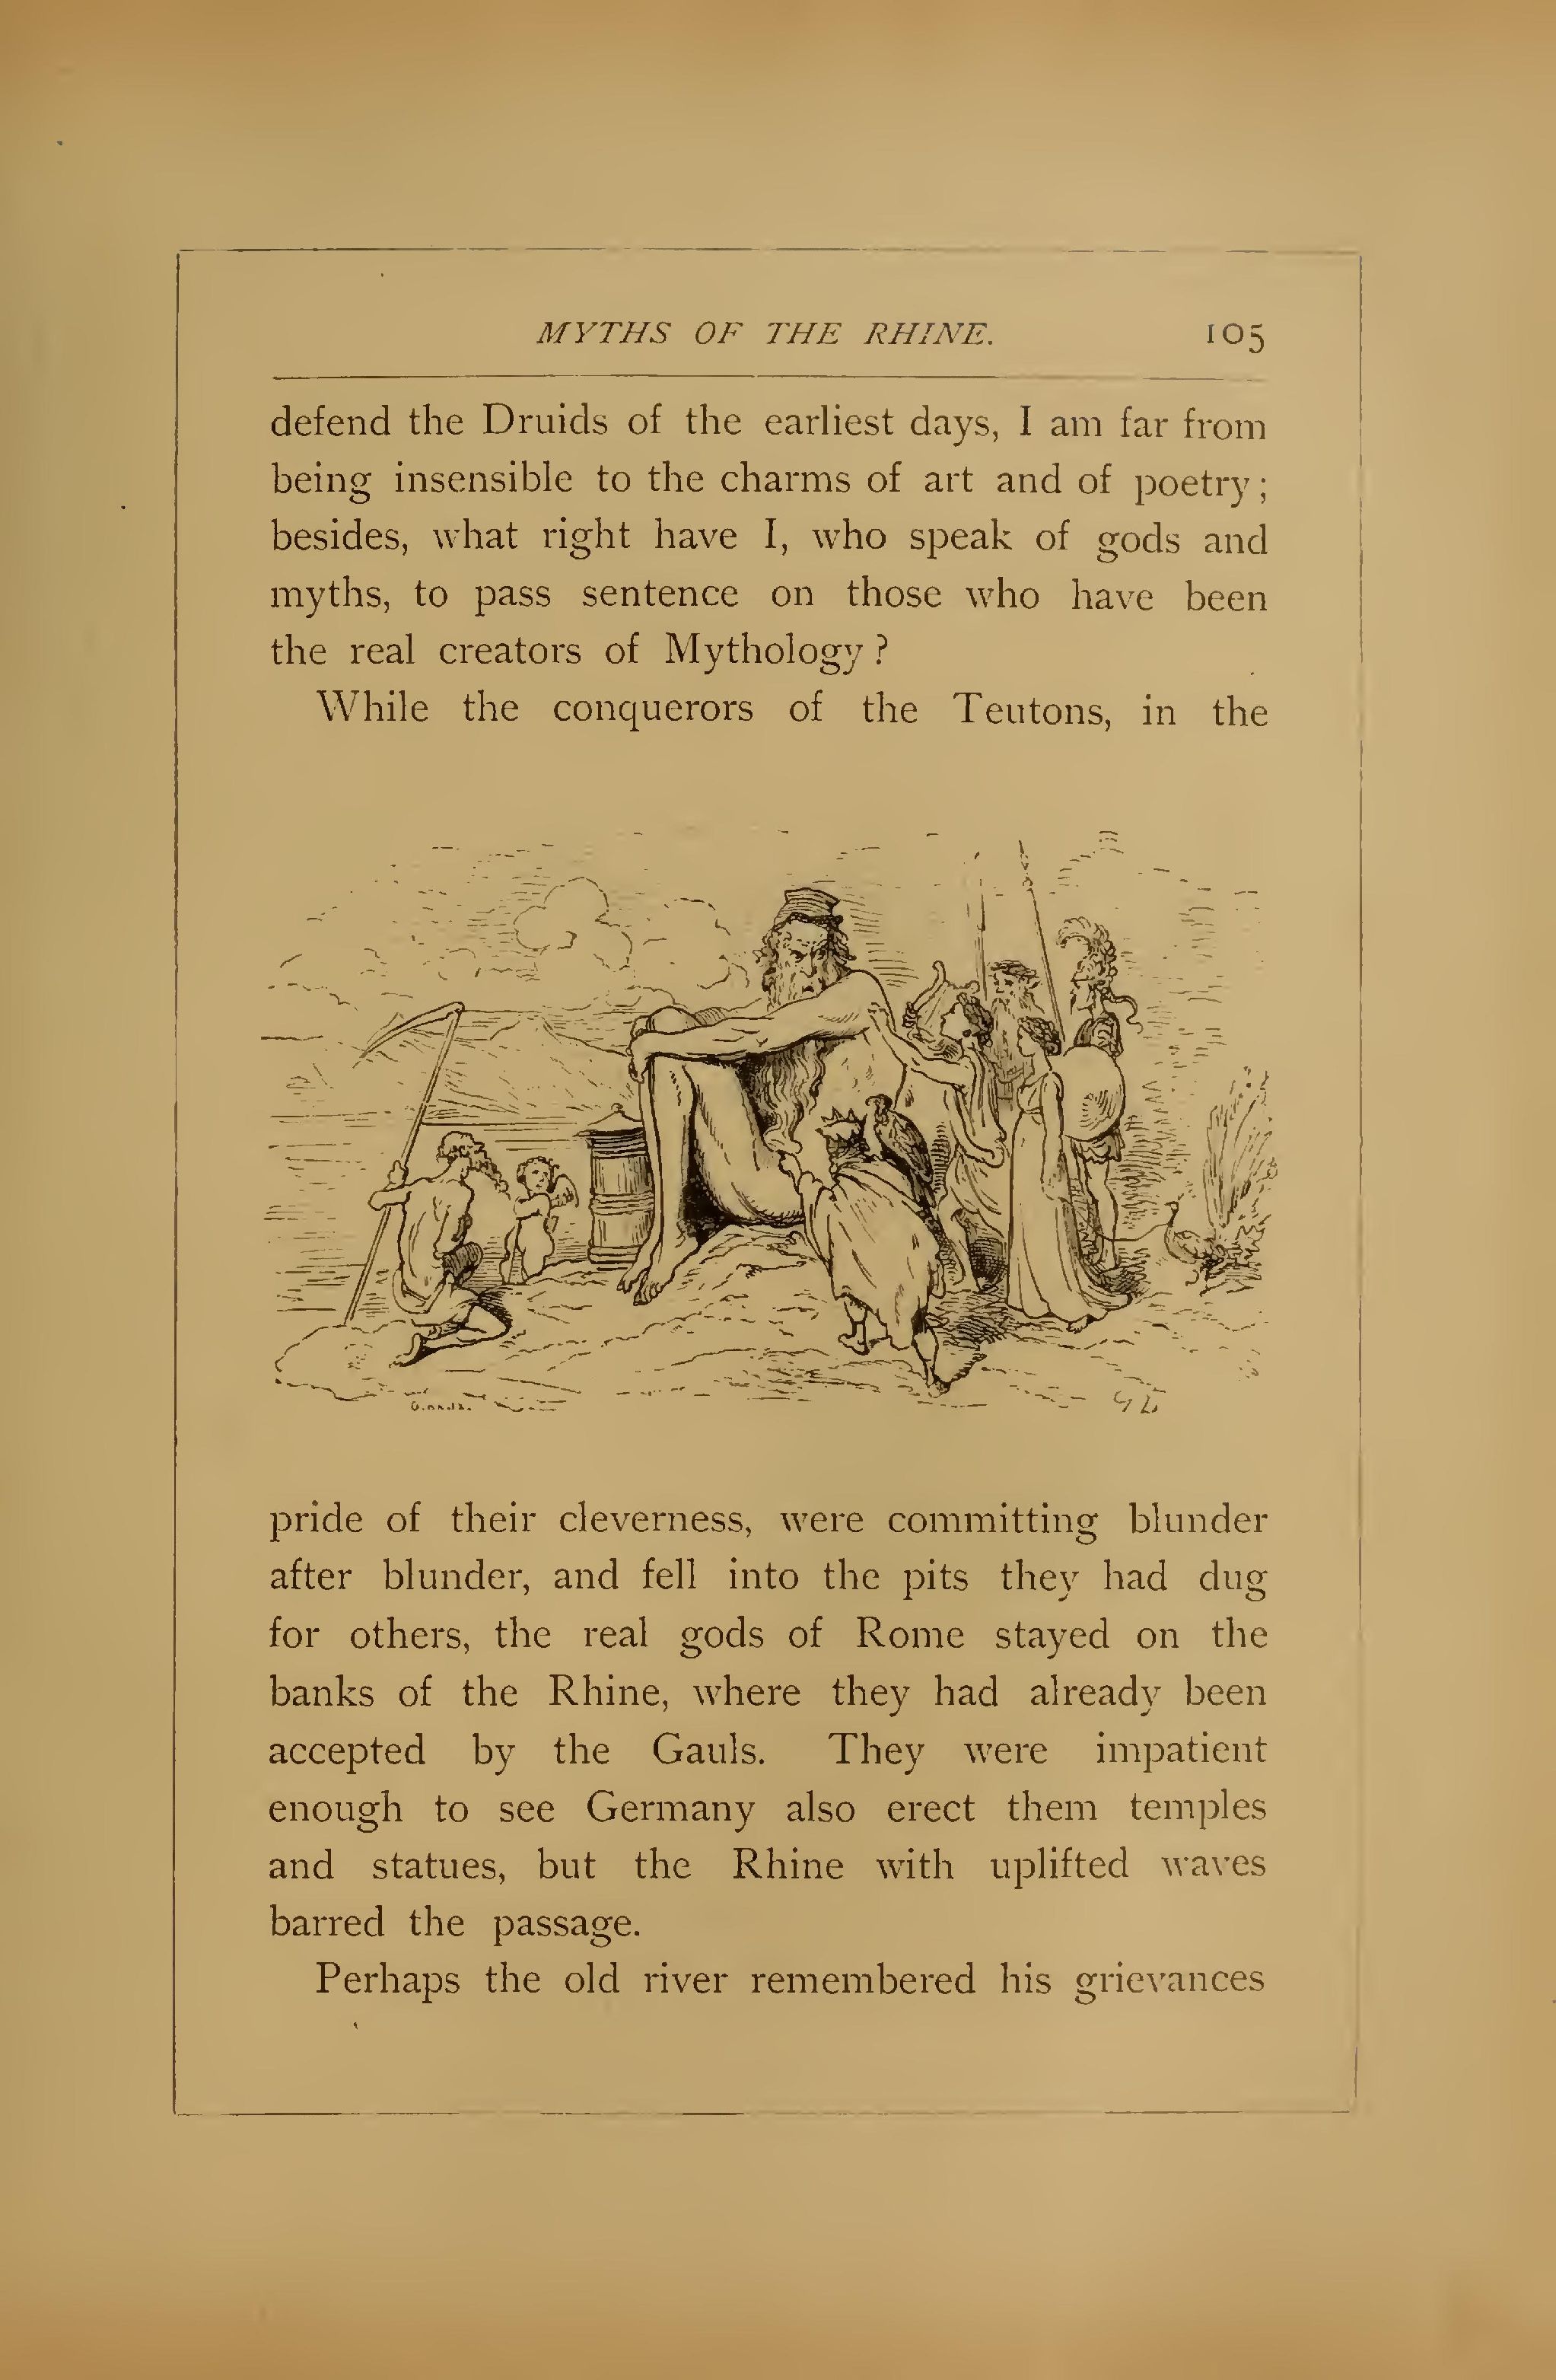 MYTHS OF THE RHINE. 105
defend the Druids of the earliest days, I am far from
being insensible to the charms of art and of poetry;
besides, what right have I, who speak of gods and
myths, to pass sentence on those who have been
the real creators of Mythology?
While the conquerors of the Teutons, in the
GD
pride of their cleverness, were committing blunder
after blunder, and fell into the pits they had dug
for others, the real gods of Rome stayed on the
banks of the Rhine, where they had already been
accepted by the Gauls. They were impatient
enough to see Germany also erect them temples
and statues, but the Rhine with uplifted waves
barred the passage.
Perhaps the old river remembered his grievances